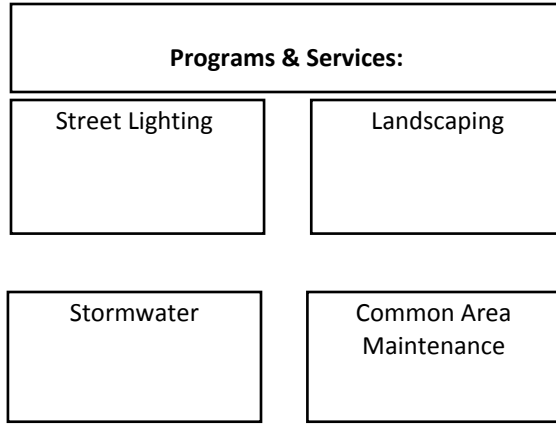 Programs & Services:
Street Lighting
Landscaping
Stormwater
Common Area
Maintenance